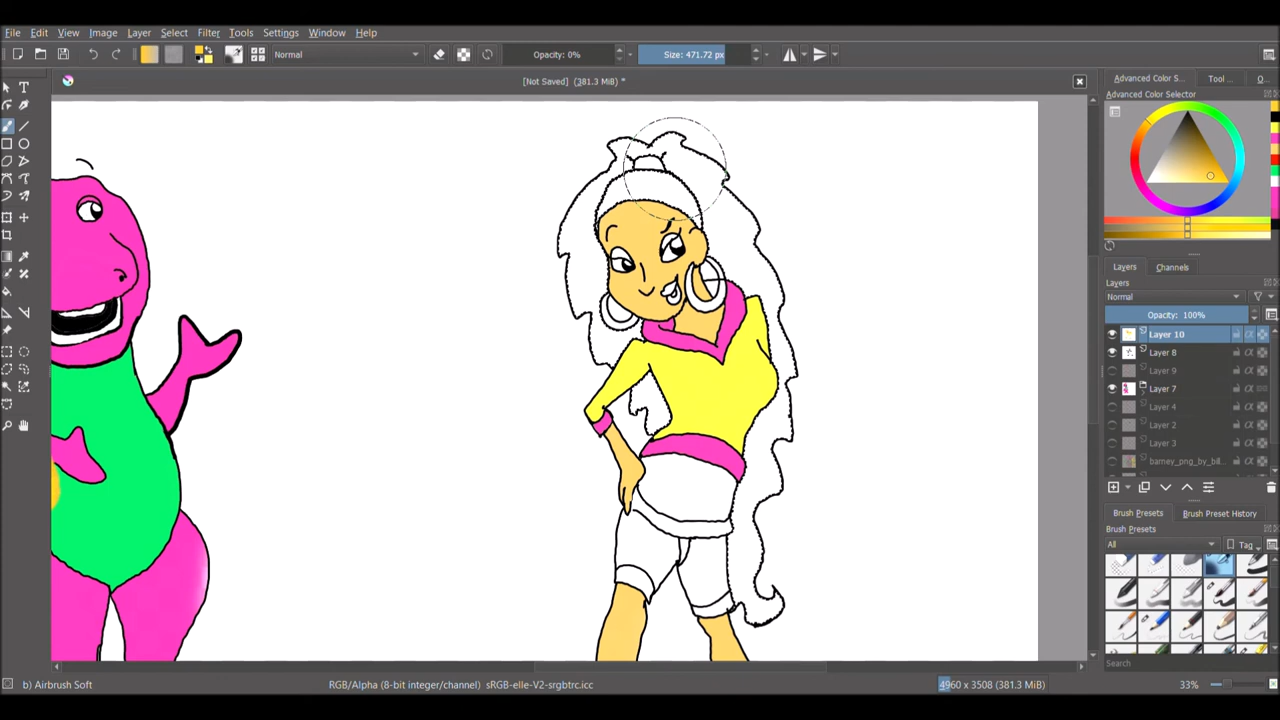 File Edit View Image Layer Filter Tools Settings Window Help
Normal Opacity: 0% Size: 471.72 px
[Not Saved] (381.3 MiB) *
Advanced Color S... Tool ... O...
Advanced Color Selector
Layers Channels
Layers
Normal
Opacity: 100%
Layer 10
Layer 8
Layer 9
Layer 7
Layer 4
Layer 2
Layer 3
barney_png_by_bil...
Brush Presets Brush Preset History
Brush Presets
All Tag
Search
b) Airbrush Soft RGB/Alpha (8-bit integer/channel) sRGB-elle-V2-srgbtrc.icc 4960 x 3508 (381.3 MiB) 33%